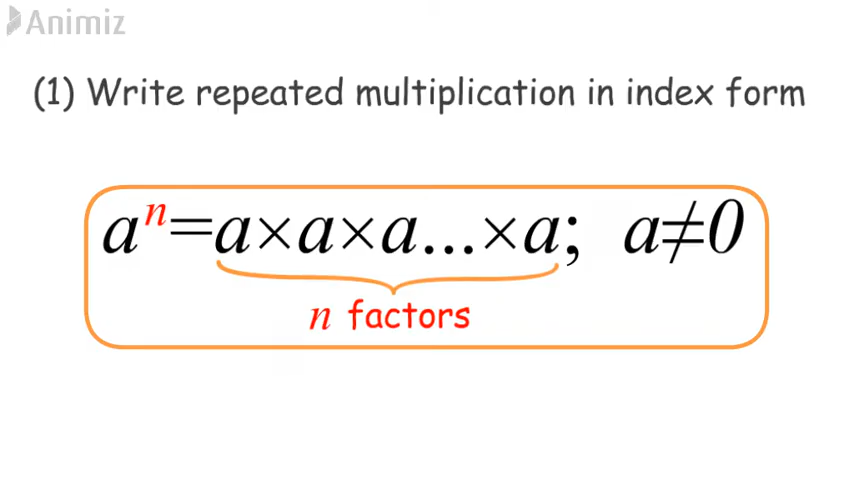 Animiz
(1) Write repeated multiplication in index form
aⁿ=a×a×a...×a; a≠0
n factors